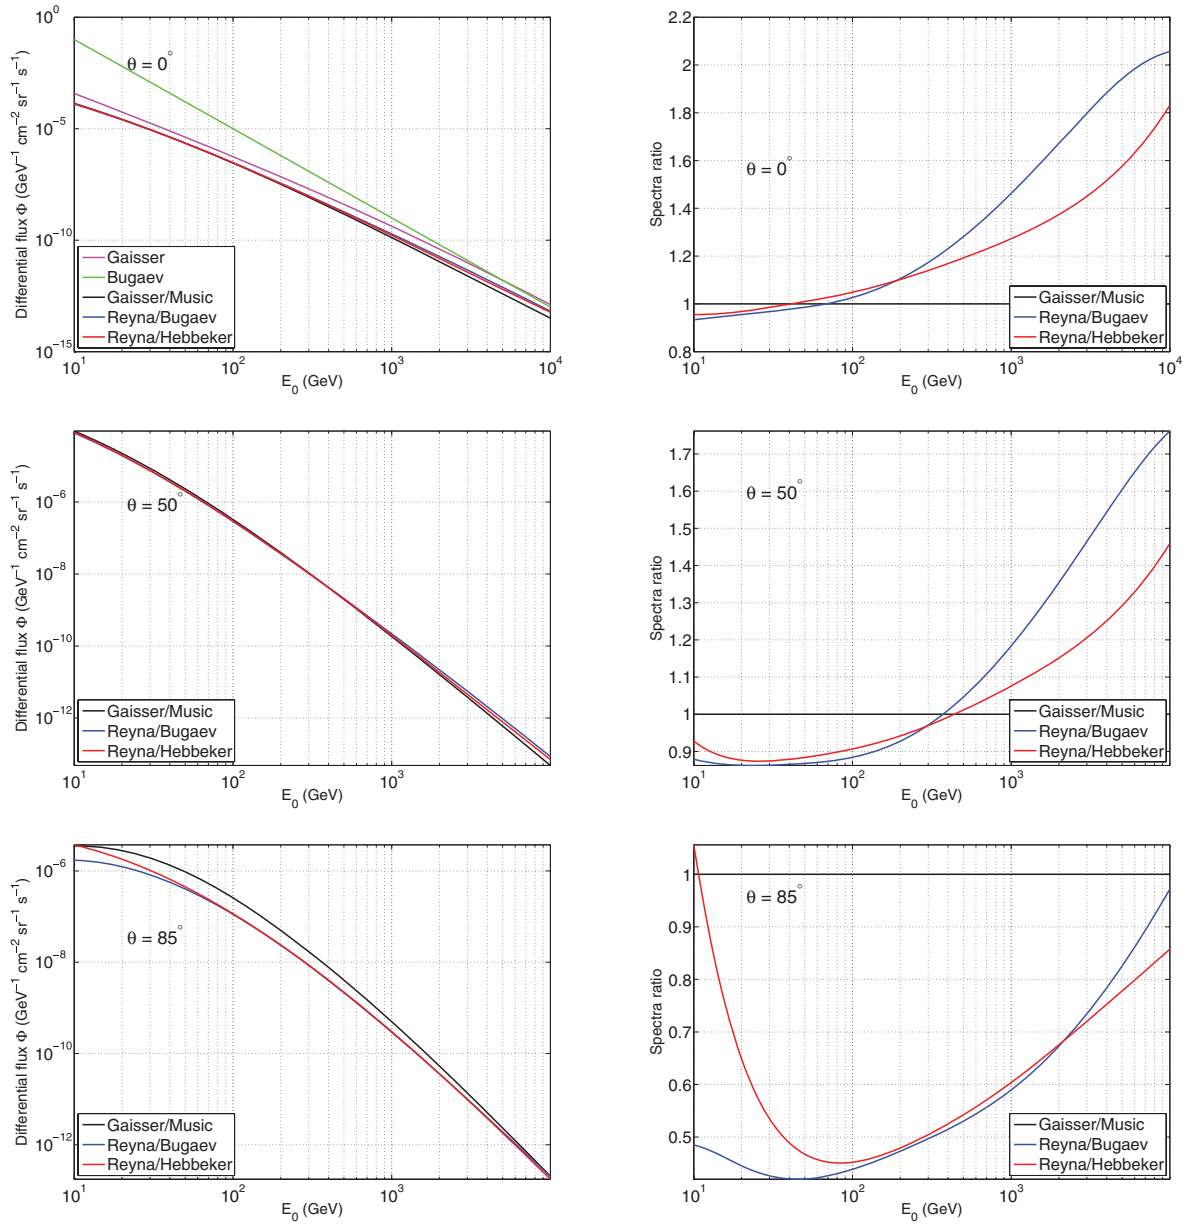 10^0
10^-5
10^-10
10^-15
Differential flux Φ (GeV^-1 cm^-2 sr^-1 s^-1)
θ = 0°
Gaisser
Bugaev
Gaisser/Music
Reyna/Bugaev
Reyna/Hebbeker
10^1 10^2 10^3 10^4
E_0 (GeV)
2.2
2
1.8
1.6
1.4
1.2
1
0.8
Spectra ratio
θ = 0°
Gaisser/Music
Reyna/Bugaev
Reyna/Hebbeker
10^1 10^2 10^3 10^4
E_0 (GeV)
10^-6
10^-8
10^-10
10^-12
Differential flux Φ (GeV^-1 cm^-2 sr^-1 s^-1)
θ = 50°
Gaisser/Music
Reyna/Bugaev
Reyna/Hebbeker
10^1 10^2 10^3
E_0 (GeV)
1.7
1.6
1.5
1.4
1.3
1.2
1.1
1
0.9
Spectra ratio
θ = 50°
Gaisser/Music
Reyna/Bugaev
Reyna/Hebbeker
10^1 10^2 10^3
E_0 (GeV)
10^-6
10^-8
10^-10
10^-12
Differential flux Φ (GeV^-1 cm^-2 sr^-1 s^-1)
θ = 85°
Gaisser/Music
Reyna/Bugaev
Reyna/Hebbeker
10^1 10^2 10^3
E_0 (GeV)
1
0.9
0.8
0.7
0.6
0.5
Spectra ratio
θ = 85°
Gaisser/Music
Reyna/Bugaev
Reyna/Hebbeker
10^1 10^2 10^3
E_0 (GeV)